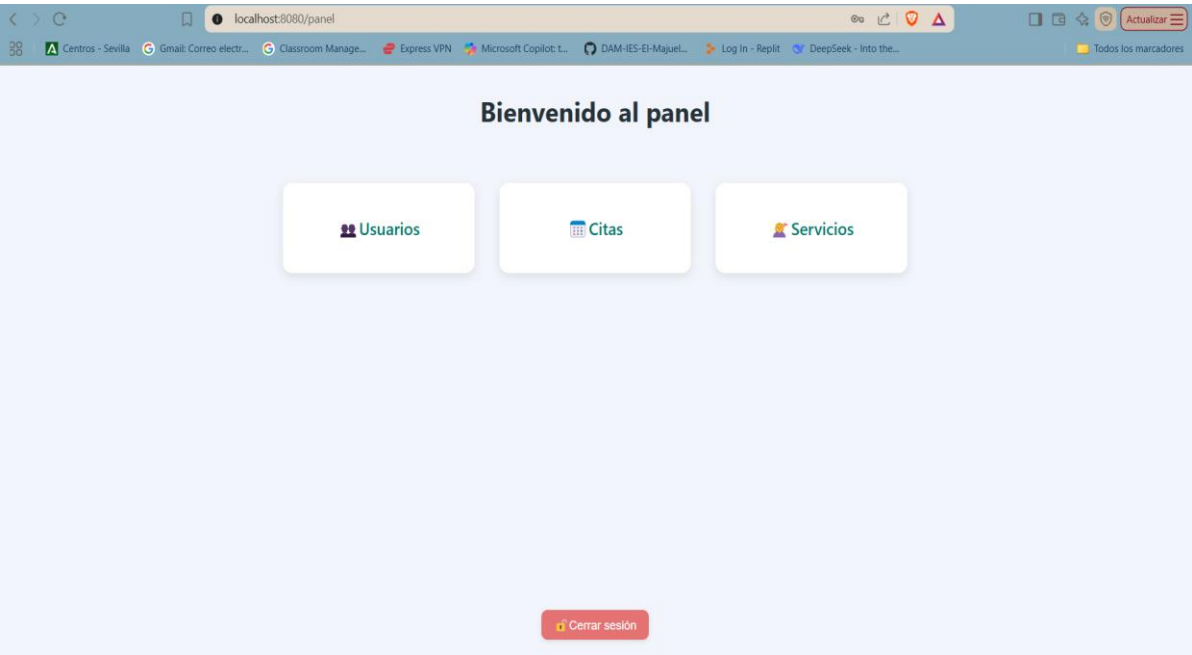 localhost:8080/panel
Actualizar
Centros - Sevilla Gmail: Correo electr... Classroom Manage... Express VPN Microsoft Copilot: t... DAM-IES-El-Majuel... Log In - Replit DeepSeek - Into the... Todos los marcadores
Bienvenido al panel
Usuarios Citas Servicios
Cerrar sesión